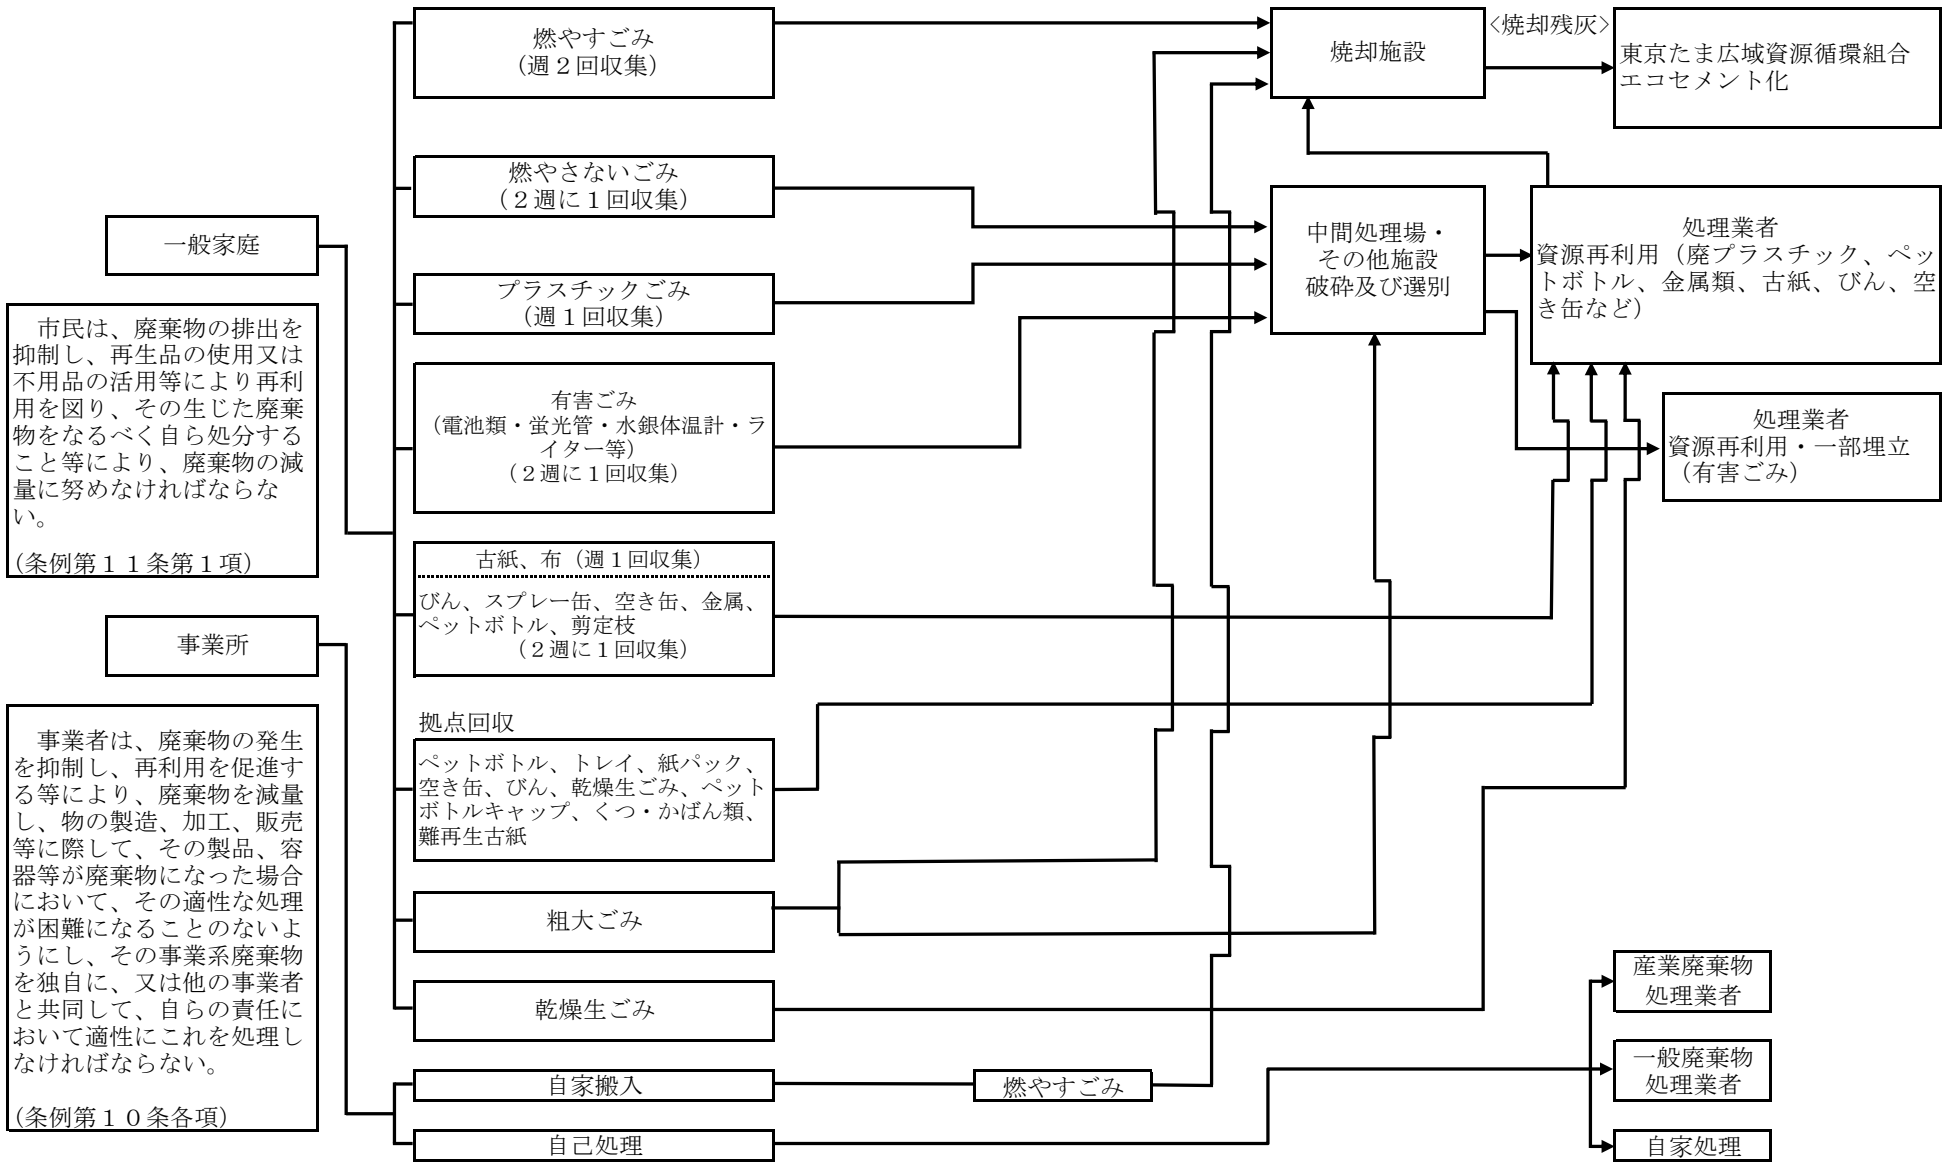 一般家庭
　市民は、廃棄物の排出を
抑制し、再生品の使用又は
不用品の活用等により再利
用を図り、その生じた廃棄
物をなるべく自ら処分する
こと等により、廃棄物の減
量に努めなければならな
い。
(条例第１１条第１項)
事業所
　事業者は、廃棄物の発生
を抑制し、再利用を促進す
る等により、廃棄物を減量
し、物の製造、加工、販売
等に際して、その製品、容
器等が廃棄物になった場合
において、その適性な処理
が困難になることのないよ
うにし、その事業系廃棄物
を独自に、又は他の事業者
と共同して、自らの責任に
おいて適性にこれを処理し
なければならない。
(条例第１０条各項)
燃やすごみ
(週２回収集)
燃やさないごみ
(２週に１回収集)
プラスチックごみ
(週１回収集)
有害ごみ
(電池類・蛍光管・水銀体温計・ラ
イター等)
(２週に１回収集)
古紙、布 (週１回収集)
びん、スプレー缶、空き缶、金属、
ペットボトル、剪定枝
(２週に１回収集)
拠点回収
ペットボトル、トレイ、紙パック、
空き缶、びん、乾燥生ごみ、ペット
ボトルキャップ、くつ・かばん類、
難再生古紙
粗大ごみ
乾燥生ごみ
自家搬入
自己処理
燃やすごみ
焼却施設
中間処理場・
その他施設
破砕及び選別
<焼却残灰>
東京たま広域資源循環組合
エコセメント化
処理業者
資源再利用（廃プラスチック、ペッ
トボトル、金属類、古紙、びん、空
き缶など）
処理業者
資源再利用・一部埋立
（有害ごみ）
産業廃棄物
処理業者
一般廃棄物
処理業者
自家処理